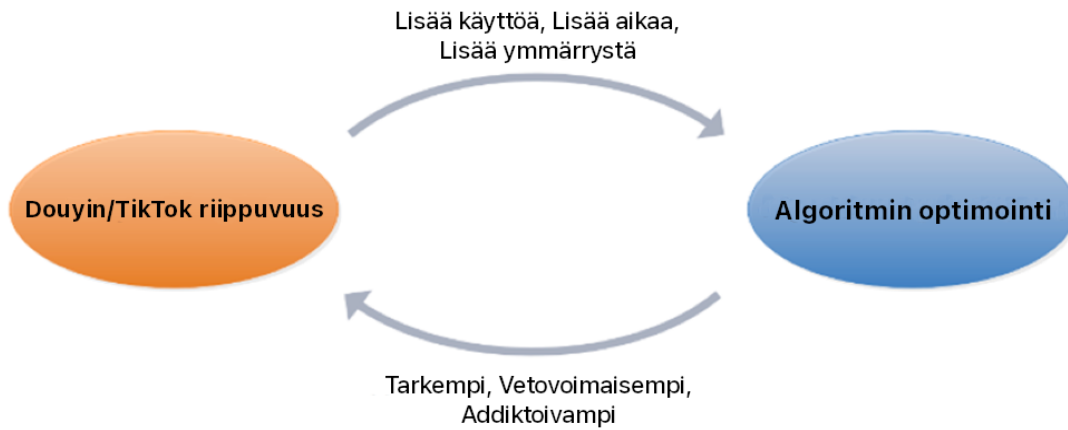 Lisää käyttöä, Lisää aikaa,
Lisää ymmärrystä
Douyin/TikTok riippuvuus
Algoritmin optimointi
Tarkempi, Vetovoimaisempi,
Addiktoivampi